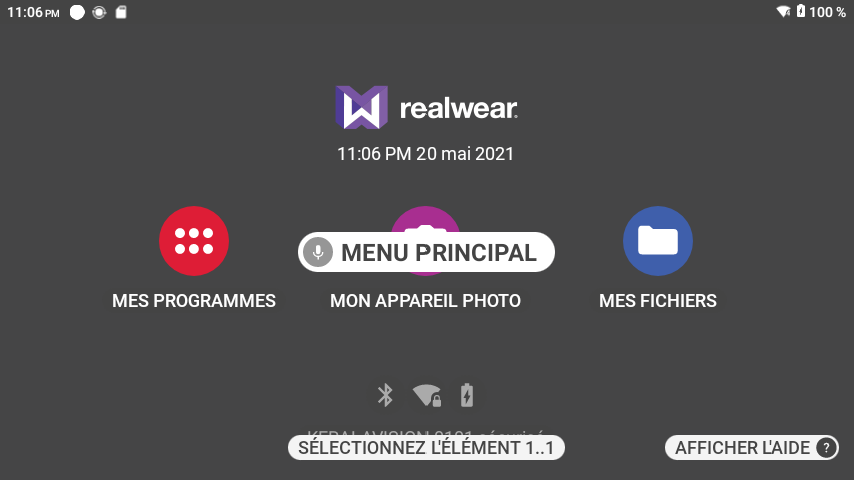 11:06 PM
100 %
realwear
11:06 PM 20 mai 2021
MENU PRINCIPAL
MES PROGRAMMES
MON APPAREIL PHOTO
MES FICHIERS
SÉLECTIONNEZ L'ÉLÉMENT 1..1
AFFICHER L'AIDE ?